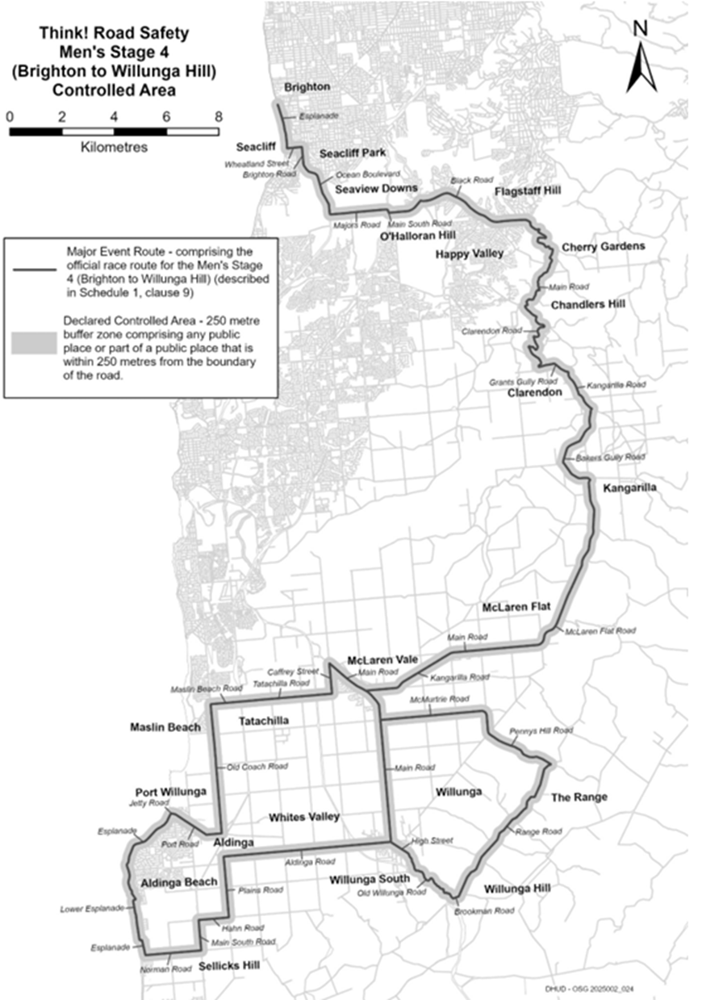 Think! Road Safety
Men's Stage 4
(Brighton to Willunga Hill)
Controlled Area
0 2 4 6 8
Kilometres
N
Brighton
Esplanade
Seacliff
Seacliff Park
Wheatland Street
Brighton Road
Ocean Boulevard
Seaview Downs
Black Road
Flagstaff Hill
Majors Road
Main South Road
O'Halloran Hill
Happy Valley
Cherry Gardens
Main Road
Chandlers Hill
Clarendon Road
Grants Gully Road
Kangarilla Road
Clarendon
Bakers Gully Road
Kangarilla
Major Event Route - comprising the
official race route for the Men's Stage
4 (Brighton to Willunga Hill) (described
in Schedule 1, clause 9)
Declared Controlled Area - 250 metre
buffer zone comprising any public
place or part of a public place that is
within 250 metres from the boundary
of the road.
McLaren Flat
McLaren Flat Road
Main Road
McLaren Vale
Caffrey Street
Main Road
Kangarilla Road
Tatachilla Road
Maslin Beach Road
McMurtrie Road
Tatachilla
Maslin Beach
Pennys Hill Road
Old Coach Road
Main Road
Port Willunga
Jetty Road
Willunga
The Range
Whites Valley
Esplanade
Port Road
Aldinga
Range Road
High Street
Aldinga Road
Aldinga Beach
Willunga South
Plains Road
Old Willunga Road
Willunga Hill
Lower Esplanade
Brookman Road
Hahn Road
Main South Road
Esplanade
Norman Road
Sellicks Hill
DHUD - OSG 2025002_024